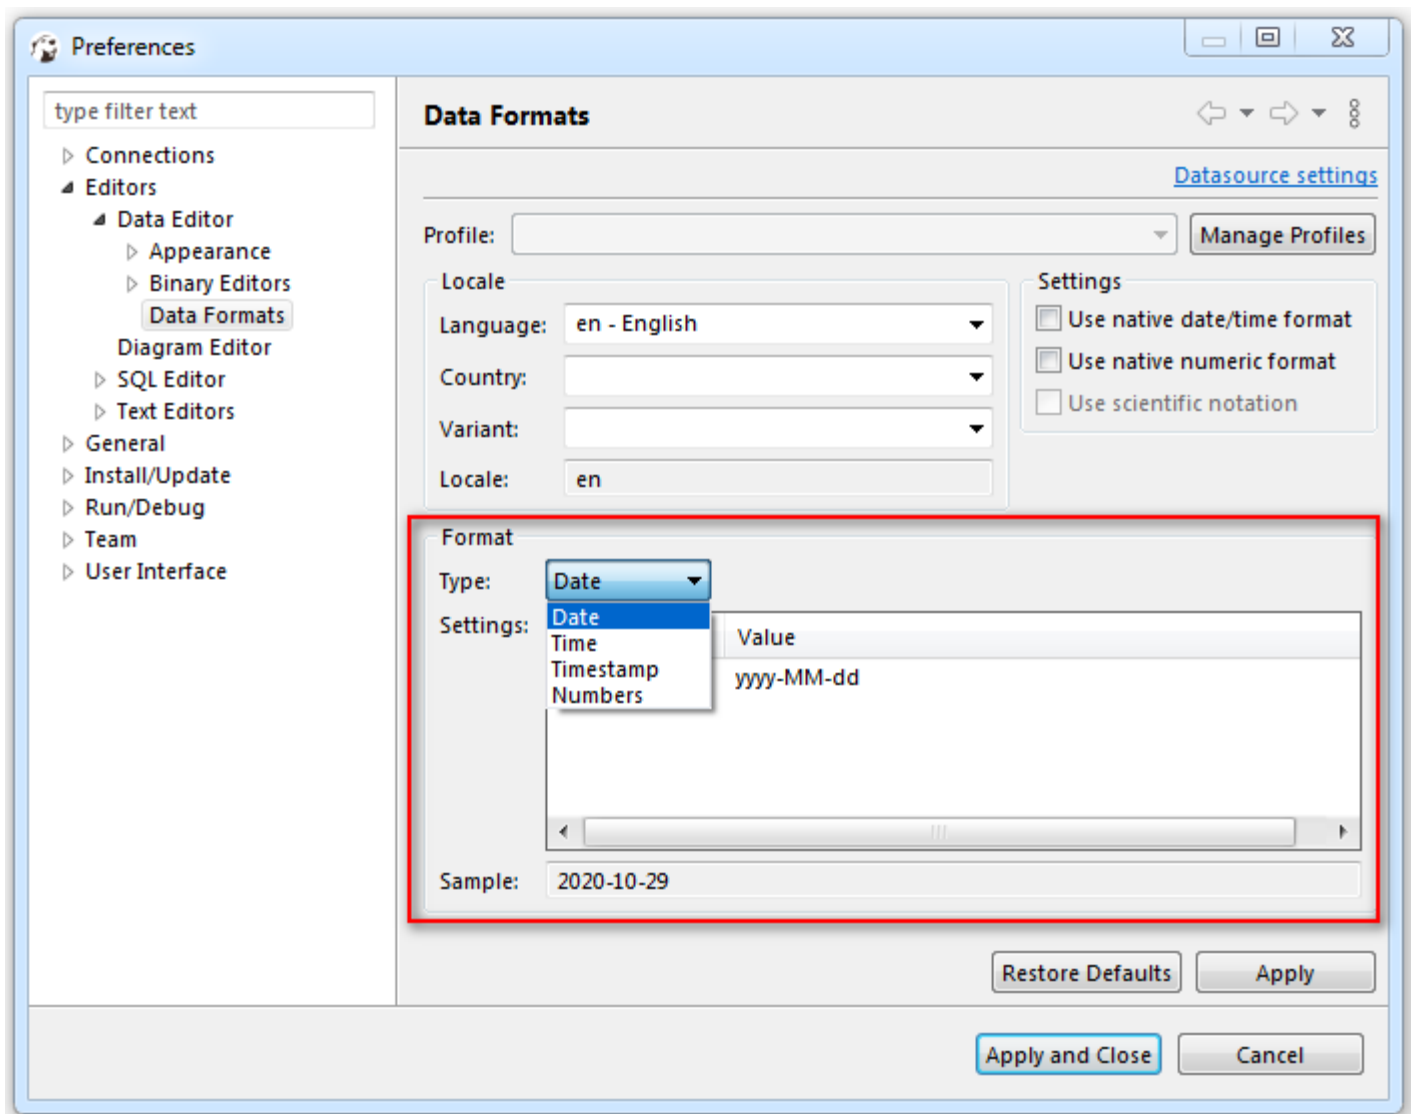 Preferences
type filter text
Connections
Editors
Data Editor
Appearance
Binary Editors
Data Formats
Diagram Editor
SQL Editor
Text Editors
General
Install/Update
Run/Debug
Team
User Interface
Data Formats
Datasource settings
Profile:
Manage Profiles
Locale
Language: en - English
Country:
Variant:
Locale: en
Settings
Use native date/time format
Use native numeric format
Use scientific notation
Format
Type: Date
Date
Time
Timestamp
Numbers
Settings:
Value
yyyy-MM-dd
Sample: 2020-10-29
Restore Defaults
Apply
Apply and Close
Cancel